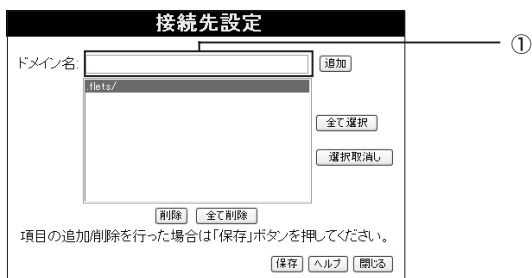 接続先設定
①
ドメイン名:
追加
.flets/
全て選択
選択取消し
削除 全て削除
項目の追加/削除を行った場合は「保存」ボタンを押してください。
保存 ヘルプ 閉じる